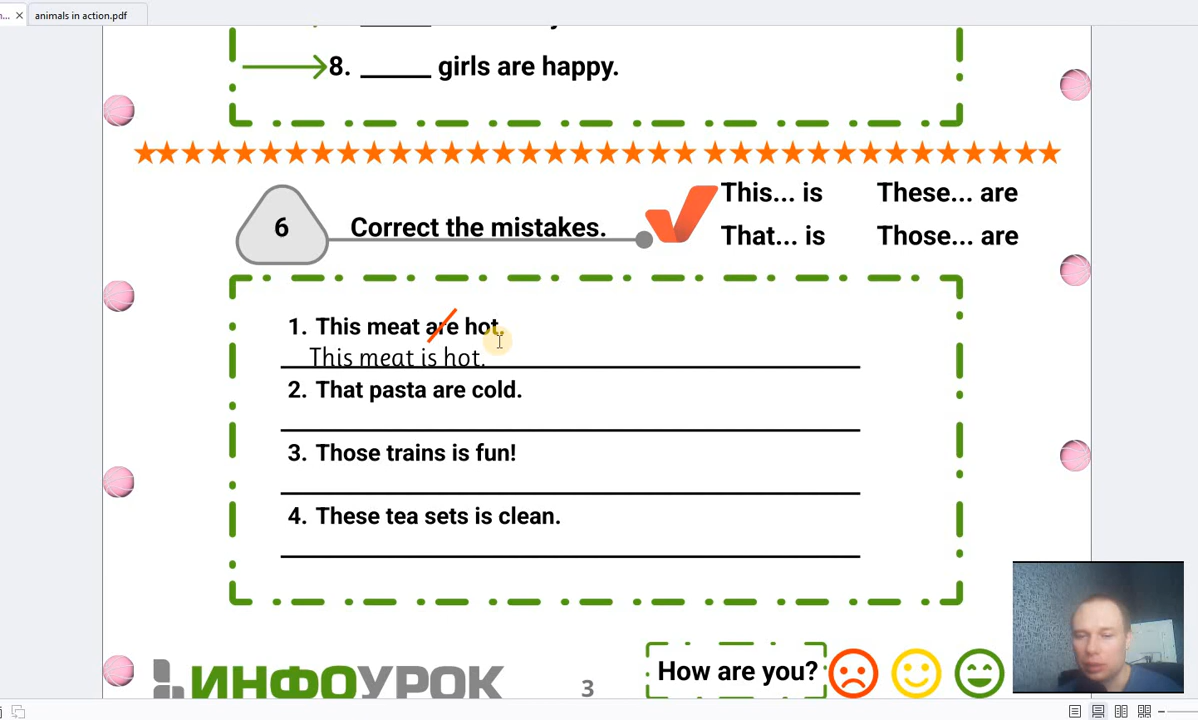 animals in action.pdf
8. _____ girls are happy.
This... is These... are
6 Correct the mistakes.
That... is Those... are
1. This meat are hot.
This meat is hot.
2. That pasta are cold.
3. Those trains is fun!
4. These tea sets is clean.
ИНФОУРОК
3
How are you?